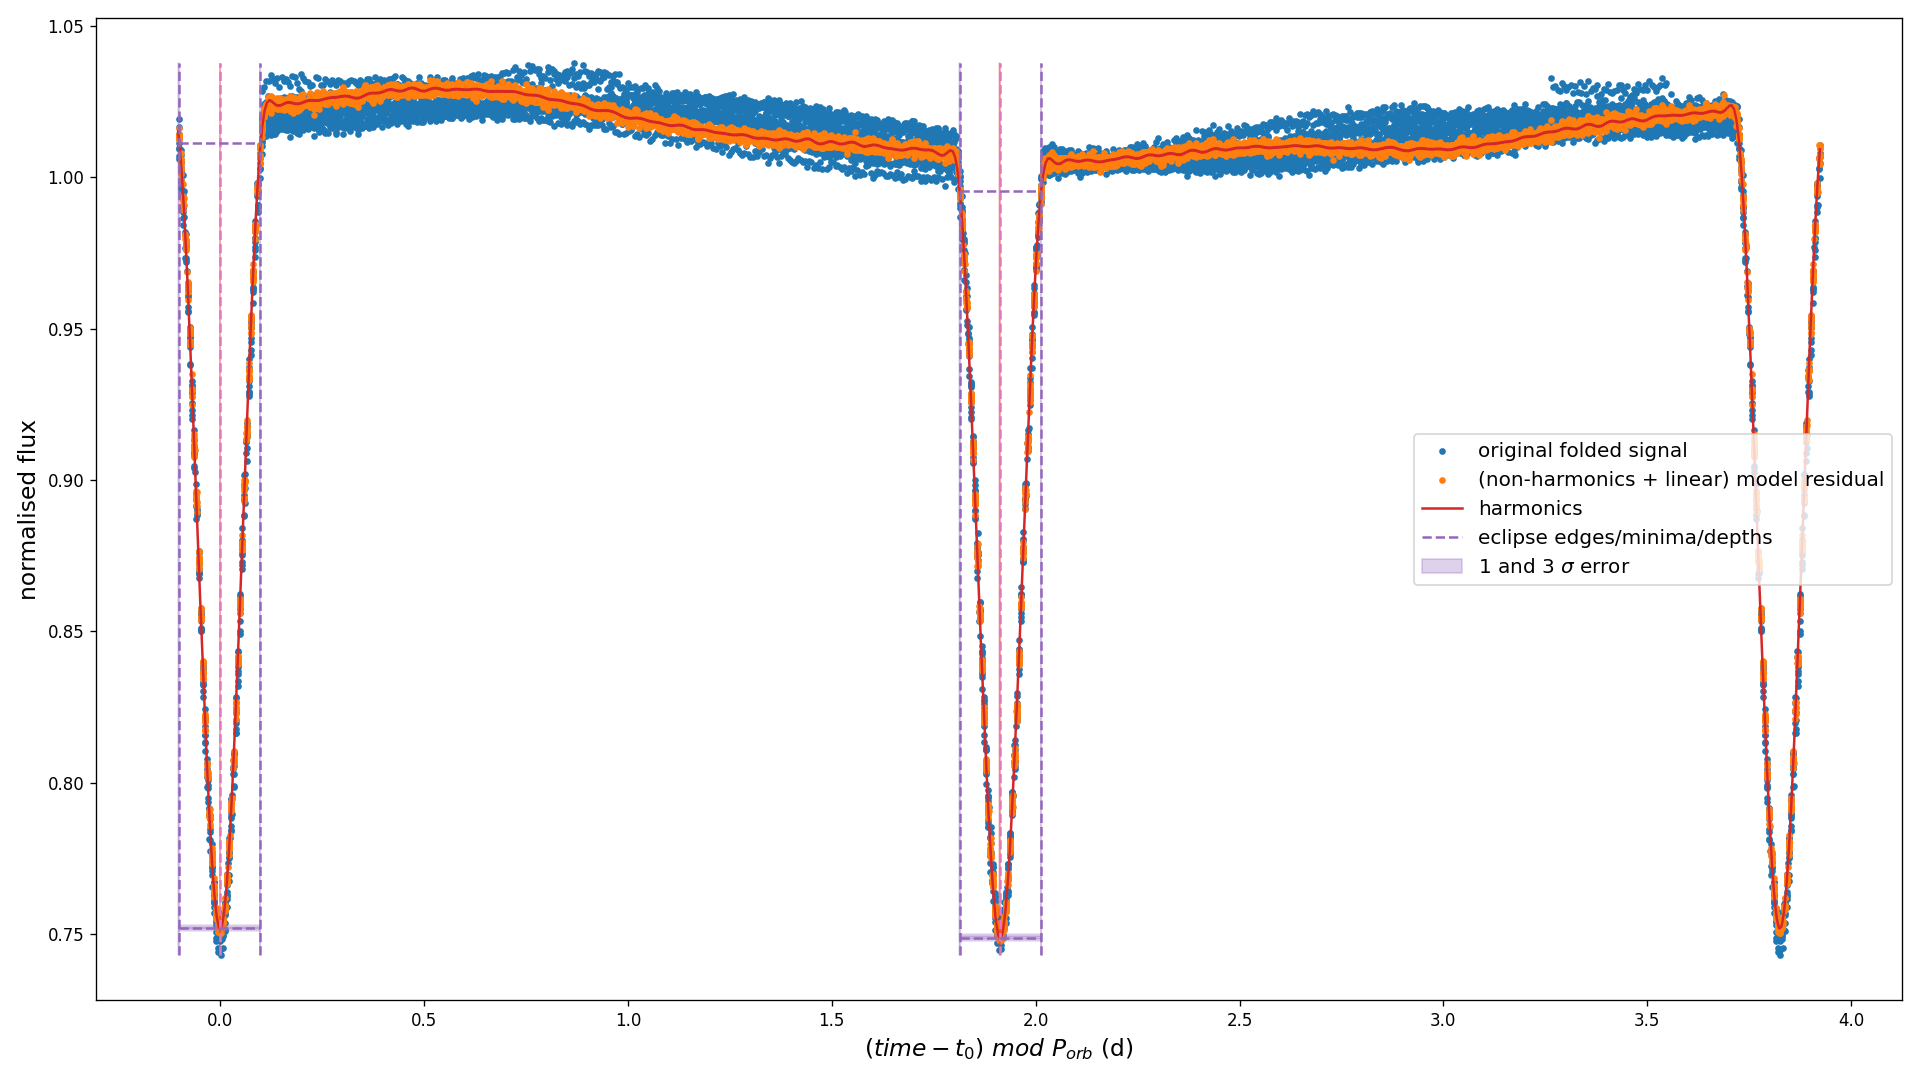 1.05
1.00
0.95
0.90
0.85
0.80
0.75
normalised flux
original folded signal
(non-harmonics + linear) model residual
harmonics
eclipse edges/minima/depths
1 and 3 σ error
0.0 0.5 1.0 1.5 2.0 2.5 3.0 3.5 4.0
(time − t₀) mod Pₒᵣb (d)